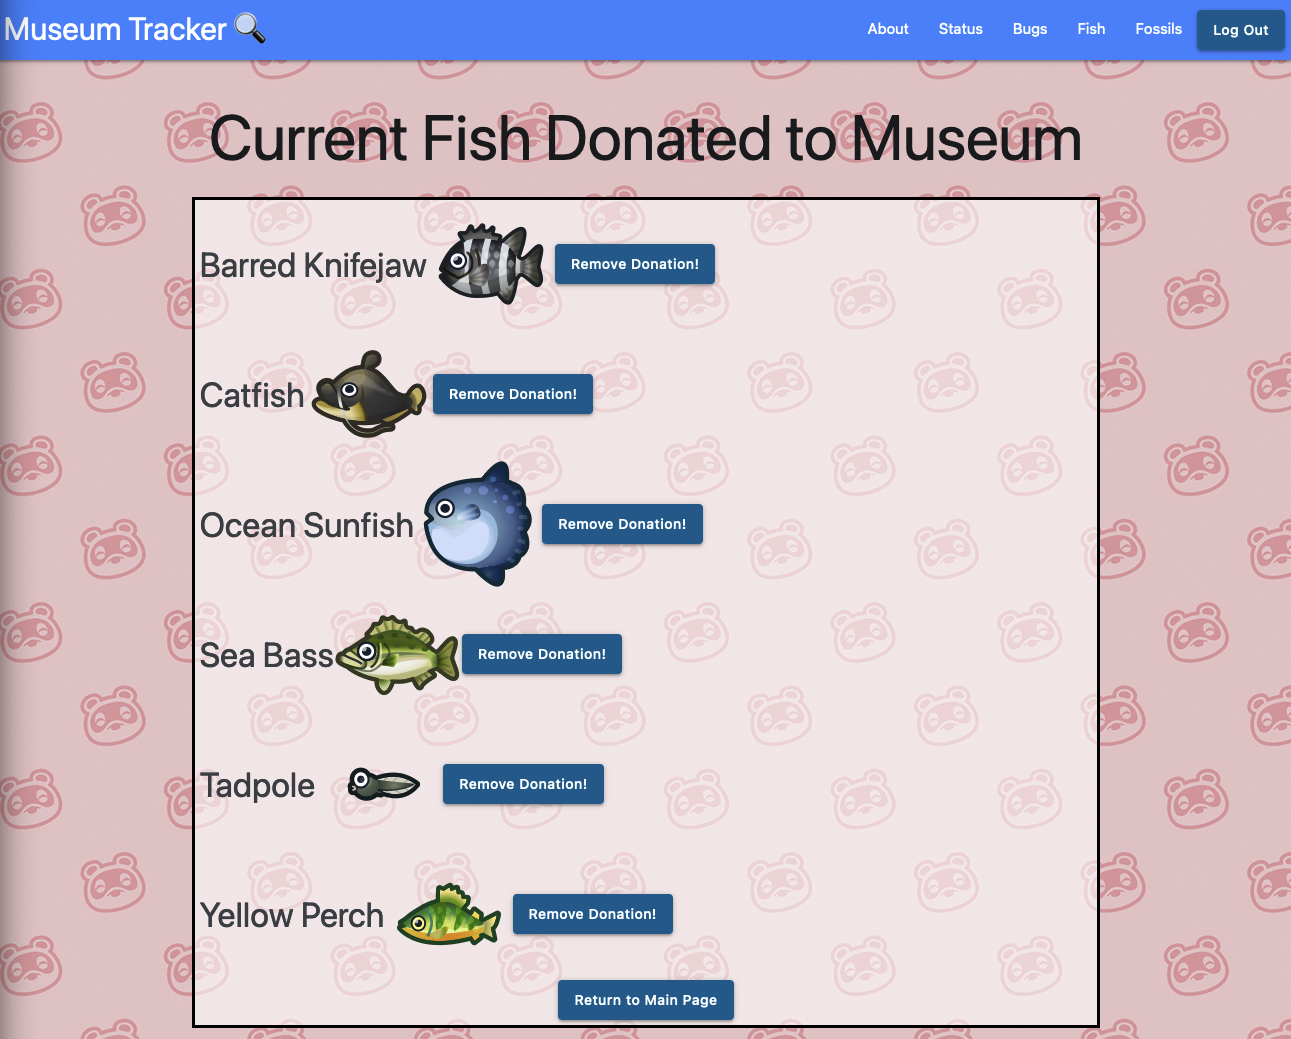 Museum Tracker 🔍
About Status Bugs Fish Fossils Log Out
Current Fish Donated to Museum
Barred Knifejaw Remove Donation!
Catfish Remove Donation!
Ocean Sunfish Remove Donation!
Sea Bass Remove Donation!
Tadpole Remove Donation!
Yellow Perch Remove Donation!
Return to Main Page